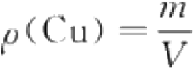 ρ(Cu) = m/V